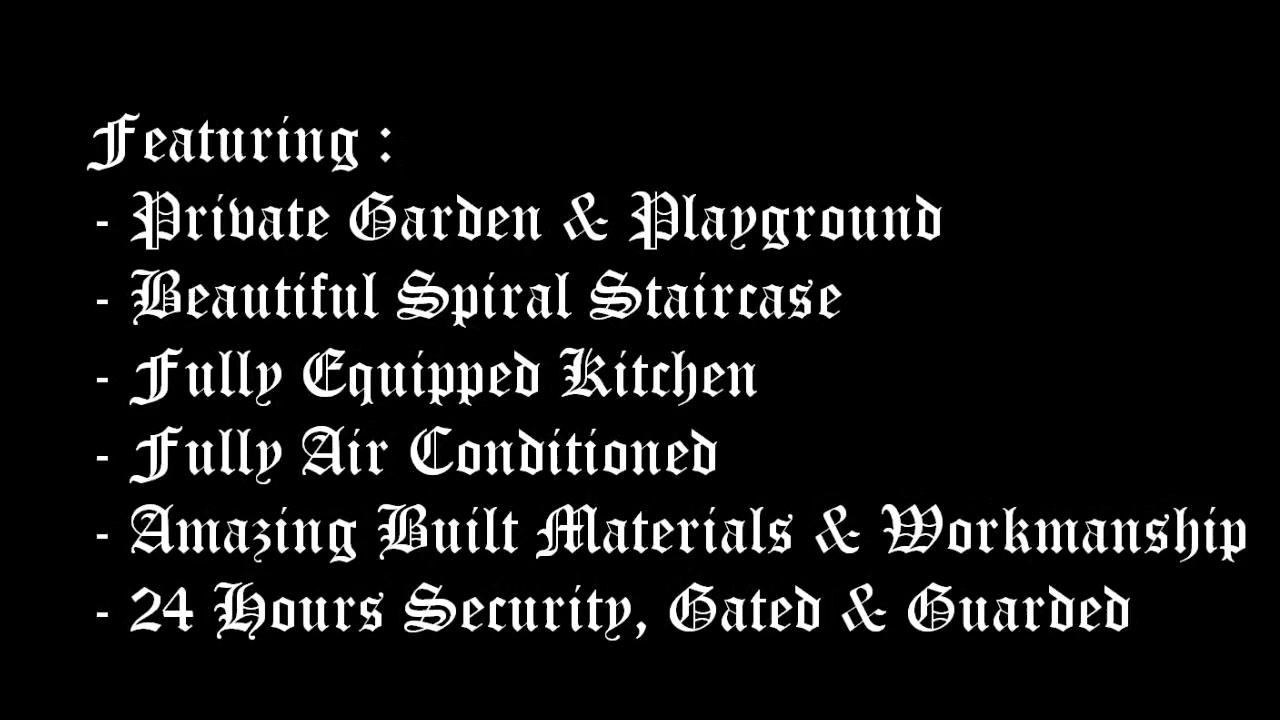 Featuring :
- Private Garden & Playground
- Beautiful Spiral Staircase
- Fully Equipped Kitchen
- Fully Air Conditioned
- Amazing Built Materials & Workmanship
- 24 Hours Security, Gated & Guarded